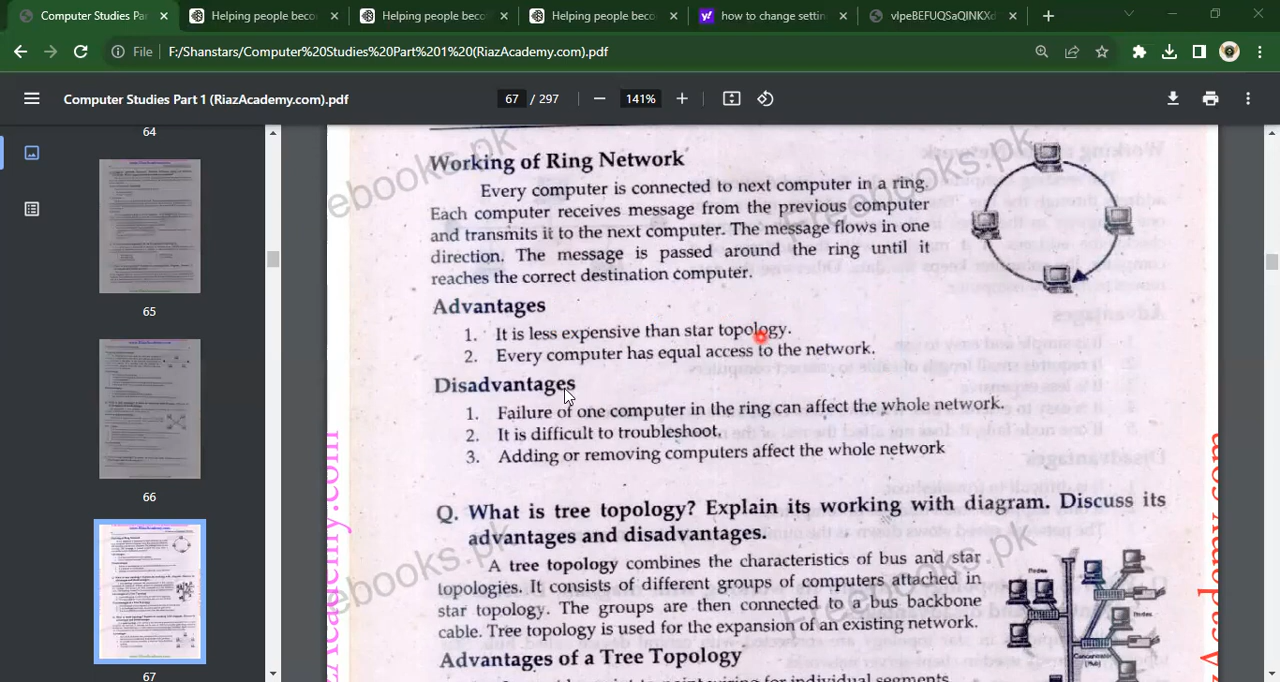 Computer Studies Par
Helping people beco
Helping people beco
Helping people beco
how to change settin
vlpeBEFUQSaQINKXd
File
F:/Shanstars/Computer%20Studies%20Part%201%20(RiazAcademy.com).pdf
Computer Studies Part 1 (RiazAcademy.com).pdf
67 / 297
141%
64
65
66
67
Working of Ring Network
Every computer is connected to next computer in a ring.
Each computer receives message from the previous computer
and transmits it to the next computer. The message flows in one
direction. The message is passed around the ring until it
reaches the correct destination computer.
Advantages
1. It is less expensive than star topology.
2. Every computer has equal access to the network.
Disadvantages
1. Failure of one computer in the ring can affect the whole network.
2. It is difficult to troubleshoot.
3. Adding or removing computers affect the whole network
Q. What is tree topology? Explain its working with diagram. Discuss its
advantages and disadvantages.
A tree topology combines the characteristics of bus and star
topologies. It consists of different groups of computers attached in
star topology. The groups are then connected to a bus backbone
cable. Tree topology is used for the expansion of an existing network.
Advantages of a Tree Topology